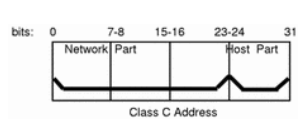 bits: 0 7-8 15-16 23-24 31
Network Part Host Part
Class C Address